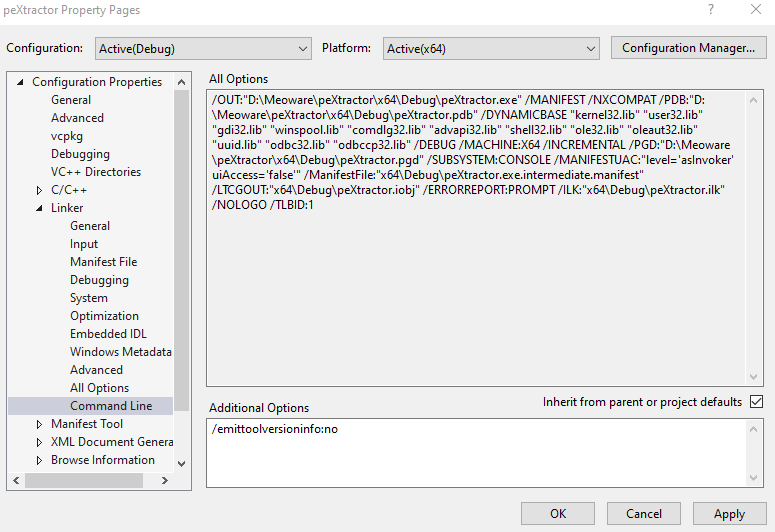 peXtractor Property Pages
Configuration: Active(Debug) Platform: Active(x64) Configuration Manager...
Configuration Properties
General
Advanced
vcpkg
Debugging
VC++ Directories
C/C++
Linker
General
Input
Manifest File
Debugging
System
Optimization
Embedded IDL
Windows Metadata
Advanced
All Options
Command Line
Manifest Tool
XML Document Genera
Browse Information
All Options
/OUT:"D:\Meoware\peXtractor\x64\Debug\peXtractor.exe" /MANIFEST /NXCOMPAT /PDB:"D:
\Meoware\peXtractor\x64\Debug\peXtractor.pdb" /DYNAMICBASE "kernel32.lib" "user32.lib"
"gdi32.lib" "winspool.lib" "comdlg32.lib" "advapi32.lib" "shell32.lib" "ole32.lib" "oleaut32.lib"
"uuid.lib" "odbc32.lib" "odbccp32.lib" /DEBUG /MACHINE:X64 /INCREMENTAL /PGD:"D:\Meoware
\peXtractor\x64\Debug\peXtractor.pgd" /SUBSYSTEM:CONSOLE /MANIFESTUAC:"level='asInvoker'
uiAccess='false'" /ManifestFile:"x64\Debug\peXtractor.exe.intermediate.manifest"
/LTCGOUT:"x64\Debug\peXtractor.iobj" /ERRORREPORT:PROMPT /ILK:"x64\Debug\peXtractor.ilk"
/NOLOGO /TLBID:1
Inherit from parent or project defaults
Additional Options
/emittoolversioninfo:no
OK Cancel Apply